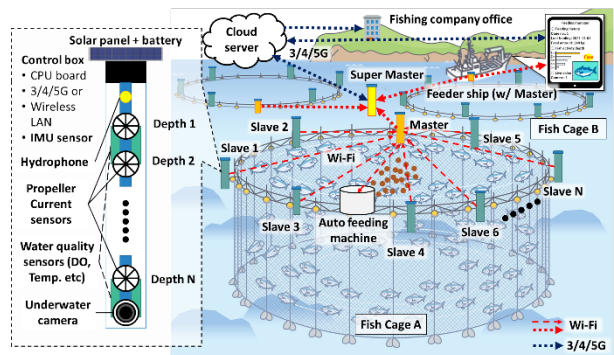 Solar panel + battery
Control box
• CPU board
• 3/4/5G or
Wireless
LAN
• IMU sensor
Hydrophone
Propeller
Current
sensors
Water quality
sensors (DO,
Temp. etc)
Underwater
camera
Depth 1
Depth 2
Depth N
Cloud
server
3/4/5G
Fishing company office
Super Master
Feeder ship (w/ Master)
Master
Fish Cage B
Slave 1
Slave 2
Slave 5
Wi-Fi
Slave N
Slave 3
Auto feeding
machine
Slave 4
Slave 6
Fish Cage A
Wi-Fi
3/4/5G